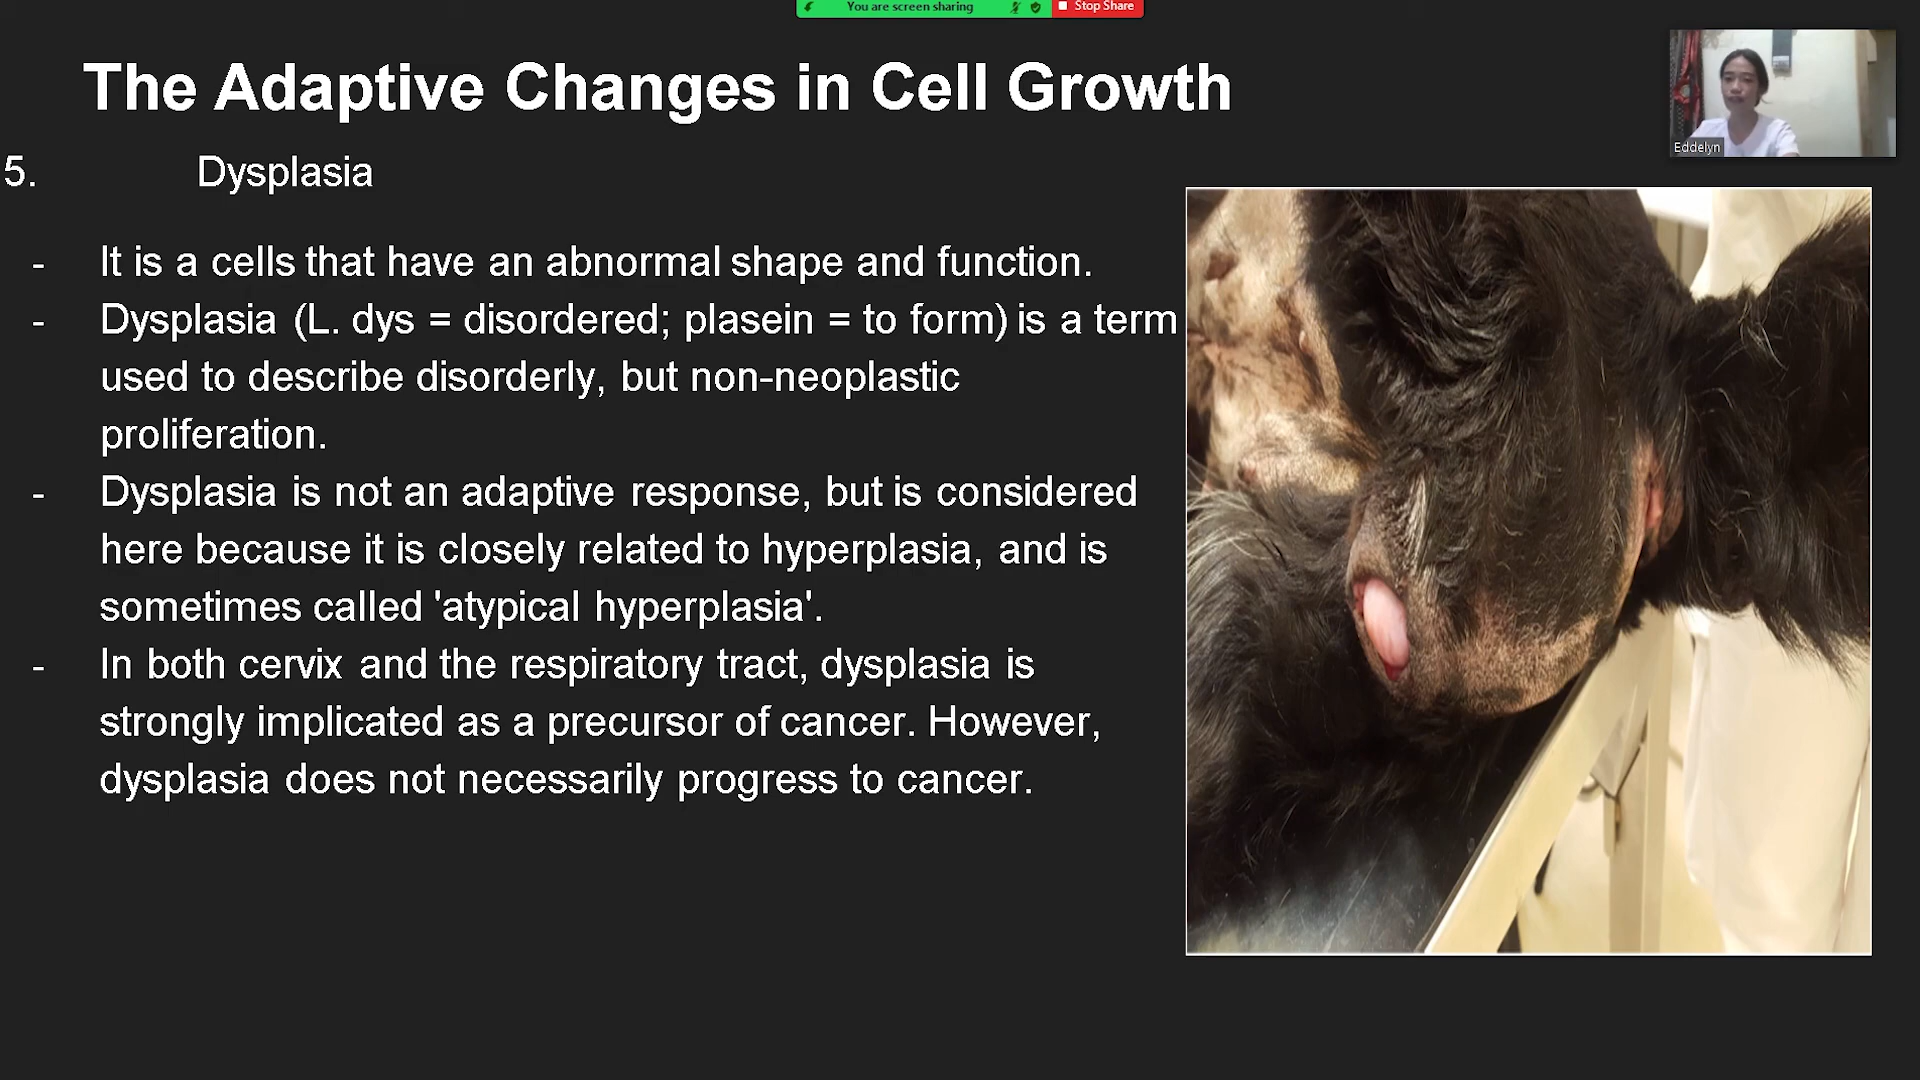 You are screen sharing
Stop Share
The Adaptive Changes in Cell Growth
Eddelyn
5. Dysplasia
- It is a cells that have an abnormal shape and function.
- Dysplasia (L. dys = disordered; plasein = to form) is a term
used to describe disorderly, but non-neoplastic
proliferation.
- Dysplasia is not an adaptive response, but is considered
here because it is closely related to hyperplasia, and is
sometimes called 'atypical hyperplasia'.
- In both cervix and the respiratory tract, dysplasia is
strongly implicated as a precursor of cancer. However,
dysplasia does not necessarily progress to cancer.